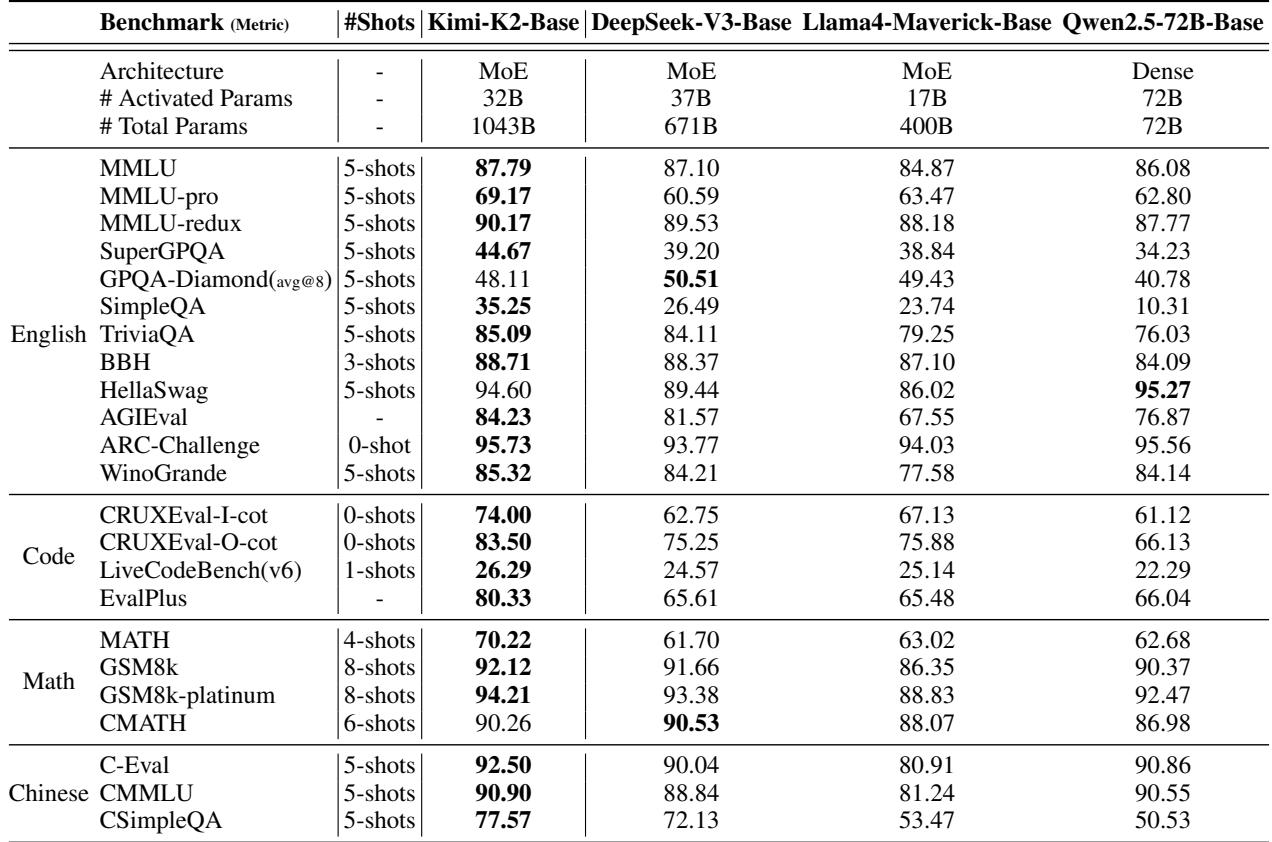 Benchmark (Metric) #Shots Kimi-K2-Base DeepSeek-V3-Base Llama4-Maverick-Base Qwen2.5-72B-Base
Architecture - MoE MoE MoE Dense
# Activated Params - 32B 37B 17B 72B
# Total Params - 1043B 671B 400B 72B
MMLU 5-shots 87.79 87.10 84.87 86.08
MMLU-pro 5-shots 69.17 60.59 63.47 62.80
MMLU-redux 5-shots 90.17 89.53 88.18 87.77
SuperGPQA 5-shots 44.67 39.20 38.84 34.23
GPQA-Diamond(avg@8) 5-shots 48.11 50.51 49.43 40.78
SimpleQA 5-shots 35.25 26.49 23.74 10.31
English TriviaQA 5-shots 85.09 84.11 79.25 76.03
BBH 3-shots 88.71 88.37 87.10 84.09
HellaSwag 5-shots 94.60 89.44 86.02 95.27
AGIEval - 84.23 81.57 67.55 76.87
ARC-Challenge 0-shot 95.73 93.77 94.03 95.56
WinoGrande 5-shots 85.32 84.21 77.58 84.14
Code
CRUXEval-I-cot 0-shots 74.00 62.75 67.13 61.12
CRUXEval-O-cot 0-shots 83.50 75.25 75.88 66.13
LiveCodeBench(v6) 1-shots 26.29 24.57 25.14 22.29
EvalPlus - 80.33 65.61 65.48 66.04
Math
MATH 4-shots 70.22 61.70 63.02 62.68
GSM8k 8-shots 92.12 91.66 86.35 90.37
GSM8k-platinum 8-shots 94.21 93.38 88.83 92.47
CMATH 6-shots 90.26 90.53 88.07 86.98
C-Eval 5-shots 92.50 90.04 80.91 90.86
Chinese CMMLU 5-shots 90.90 88.84 81.24 90.55
CSimpleQA 5-shots 77.57 72.13 53.47 50.53